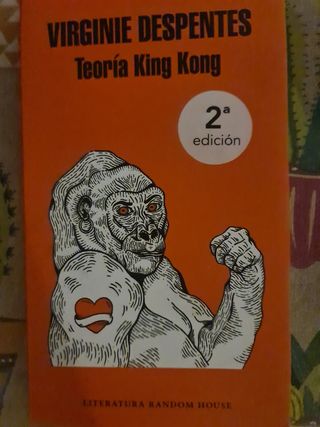 VIRGINIE DESPENTES
Teoría King Kong
2ª
edición
LITERATURA RANDOM HOUSE